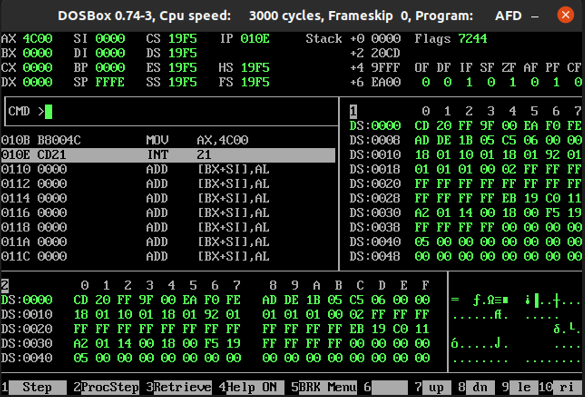 DOSBox 0.74-3, Cpu speed: 3000 cycles, Frameskip 0, Program: AFD
AX 4C00 SI 0000 CS 19F5 IP 010E Stack +0 0000 Flags 7244
BX 0000 DI 0000 DS 19F5 +2 20CD
CX 0000 BP 0000 ES 19F5 HS 19F5 +4 9FFF OF DF IF SF ZF AF PF CF
DX 0000 SP FFFE SS 19F5 FS 19F5 +6 EA00 0 0 1 0 1 0 1 0
CMD > 1 0 1 2 3 4 5 6 7
DS:0000 CD 20 FF 9F 00 EA F0 FE
010B B8004C MOV AX,4C00 DS:0008 AD DE 1B 05 C5 06 00 00
010E CD21 INT 21 DS:0010 18 01 10 01 18 01 92 01
0110 0000 ADD [BX+SI],AL DS:0018 01 01 01 00 02 FF FF FF
0112 0000 ADD [BX+SI],AL DS:0020 FF FF FF FF FF FF FF FF
0114 0000 ADD [BX+SI],AL DS:0028 FF FF FF FF EB 19 C0 11
0116 0000 ADD [BX+SI],AL DS:0030 A2 01 14 00 18 00 F5 19
0118 0000 ADD [BX+SI],AL DS:0038 FF FF FF FF 00 00 00 00
011A 0000 ADD [BX+SI],AL DS:0040 05 00 00 00 00 00 00 00
011C 0000 ADD [BX+SI],AL DS:0048 00 00 00 00 00 00 00 00
2 0 1 2 3 4 5 6 7 8 9 A B C D E F
DS:0000 CD 20 FF 9F 00 EA F0 FE AD DE 1B 05 C5 06 00 00
DS:0010 18 01 10 01 18 01 92 01 01 01 01 00 02 FF FF FF
DS:0020 FF FF FF FF FF FF FF FF FF FF FF FF EB 19 C0 11
DS:0030 A2 01 14 00 18 00 F5 19 FF FF FF FF 00 00 00 00
DS:0040 05 00 00 00 00 00 00 00 00 00 00 00 00 00 00 00
1 Step 2 ProcStep 3 Retrieve 4 Help ON 5 BRK Menu 6 7 up 8 dn 9 le 10 ri